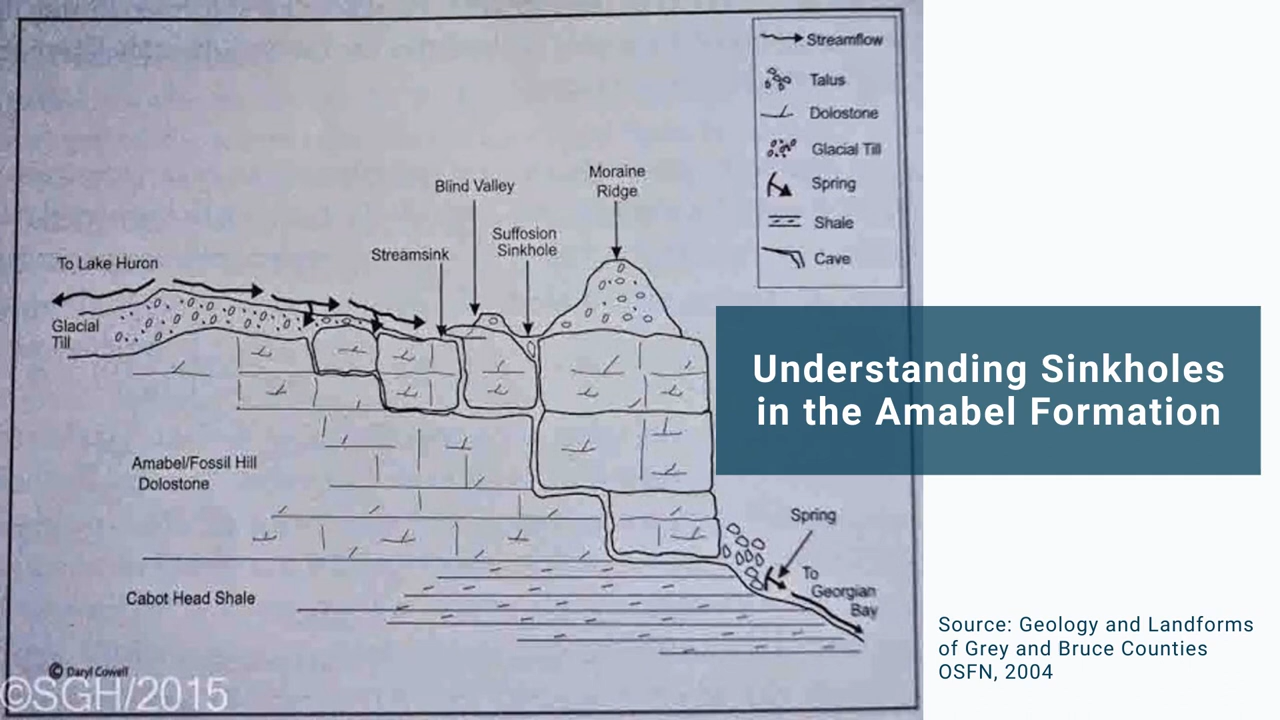 Streamflow
Talus
Dolostone
Glacial Till
Spring
Shale
Cave
Moraine
Ridge
Blind Valley
Suffosion
Sinkhole
Streamsink
To Lake Huron
Glacial
Till
Understanding Sinkholes
in the Amabel Formation
Amabel/Fossil Hill
Dolostone
Spring
To
Georgian
Bay
Cabot Head Shale
Source: Geology and Landforms
of Grey and Bruce Counties
OSFN, 2004
© Daryl Cowell
©SGH/2015